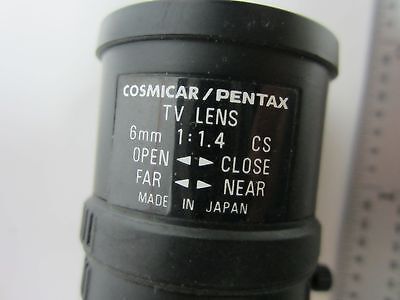 COSMICAR/PENTAX
TV LENS
6mm 1:1.4 CS
OPEN ◄► CLOSE
FAR ◄► NEAR
MADE IN JAPAN